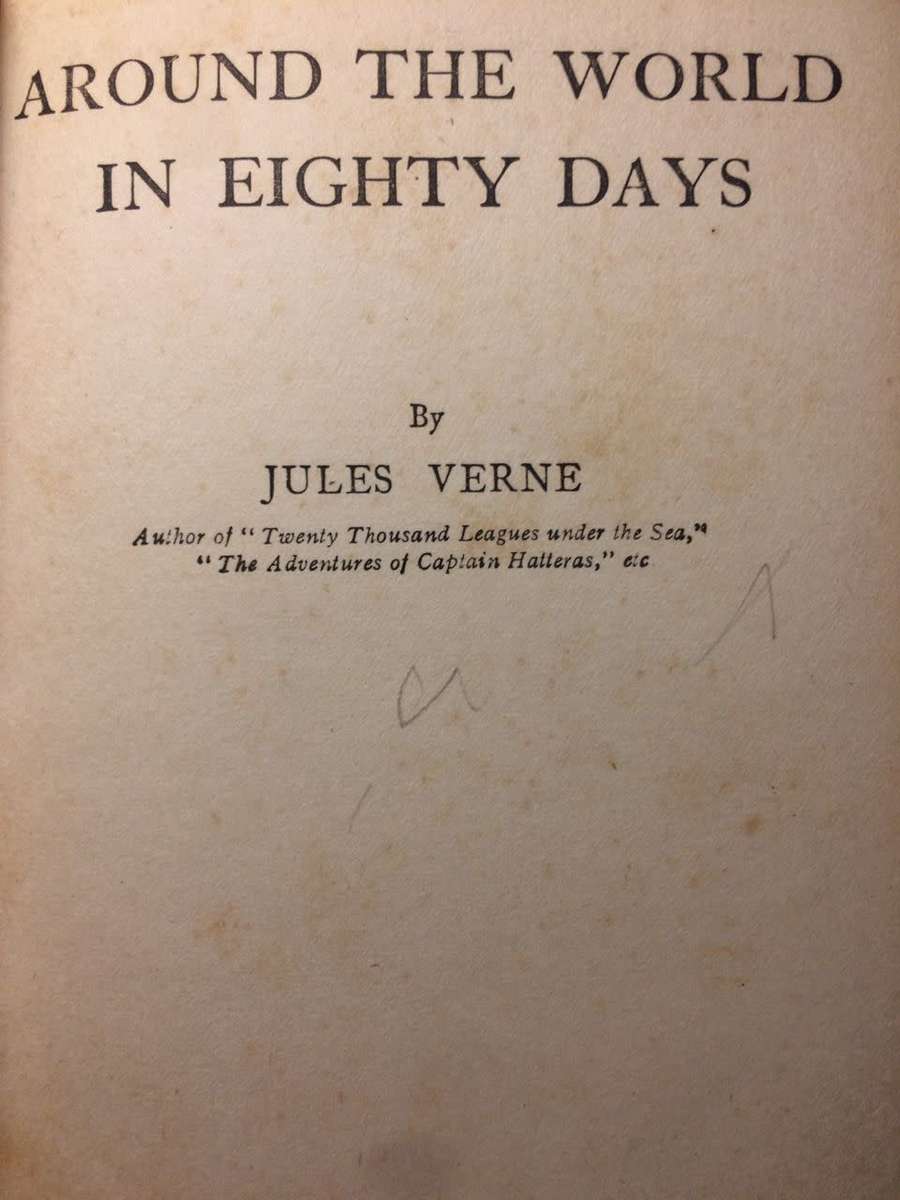 AROUND THE WORLD
IN EIGHTY DAYS
By
JULES VERNE
Author of “ Twenty Thousand Leagues under the Sea,”
“ The Adventures of Captain Hatteras,” etc